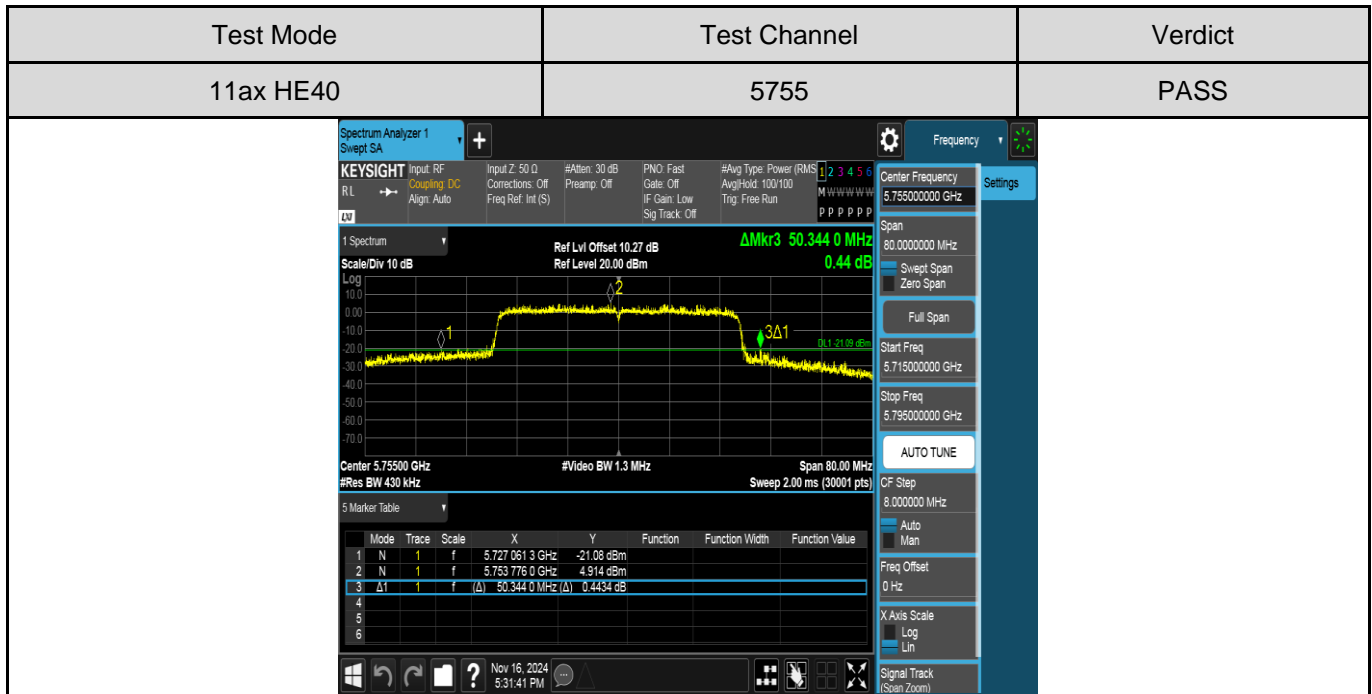 Test Mode Test Channel Verdict
11ax HE40 5755 PASS
Spectrum Analyzer 1
Swept SA
+
Frequency
KEYSIGHT Input: RF Input Z: 50 Ω #Atten: 30 dB PNO: Fast #Avg Type: Power (RMS 1 2 3 4 5 6
RL Coupling: DC Corrections: Off Preamp: Off Gate: Off Avg|Hold: 100/100 M W W W W W
Align: Auto Freq Ref: Int (S) IF Gain: Low Trig: Free Run
LXI Sig Track: Off P P P P P P
1 Spectrum
Ref Lvl Offset 10.27 dB ΔMkr3 50.344 0 MHz
Scale/Div 10 dB Ref Level 20.00 dBm 0.44 dB
Log
10.0
0.00
-10.0
-20.0
-30.0
-40.0
-50.0
-60.0
-70.0
2
1
3Δ1
DL1 -21.09 dBm
Center 5.75500 GHz #Video BW 1.3 MHz Span 80.00 MHz
#Res BW 430 kHz Sweep 2.00 ms (30001 pts)
5 Marker Table
Mode Trace Scale X Y Function Function Width Function Value
1 N 1 f 5.727 061 3 GHz -21.08 dBm
2 N 1 f 5.753 776 0 GHz 4.914 dBm
3 Δ1 1 f (Δ) 50.344 0 MHz (Δ) 0.4434 dB
4
5
6
? Nov 16, 2024
5:31:41 PM
Center Frequency
5.755000000 GHz
Settings
Span
80.0000000 MHz
Swept Span
Zero Span
Full Span
Start Freq
5.715000000 GHz
Stop Freq
5.795000000 GHz
AUTO TUNE
CF Step
8.000000 MHz
Auto
Man
Freq Offset
0 Hz
X Axis Scale
Log
Lin
Signal Track
(Span Zoom)